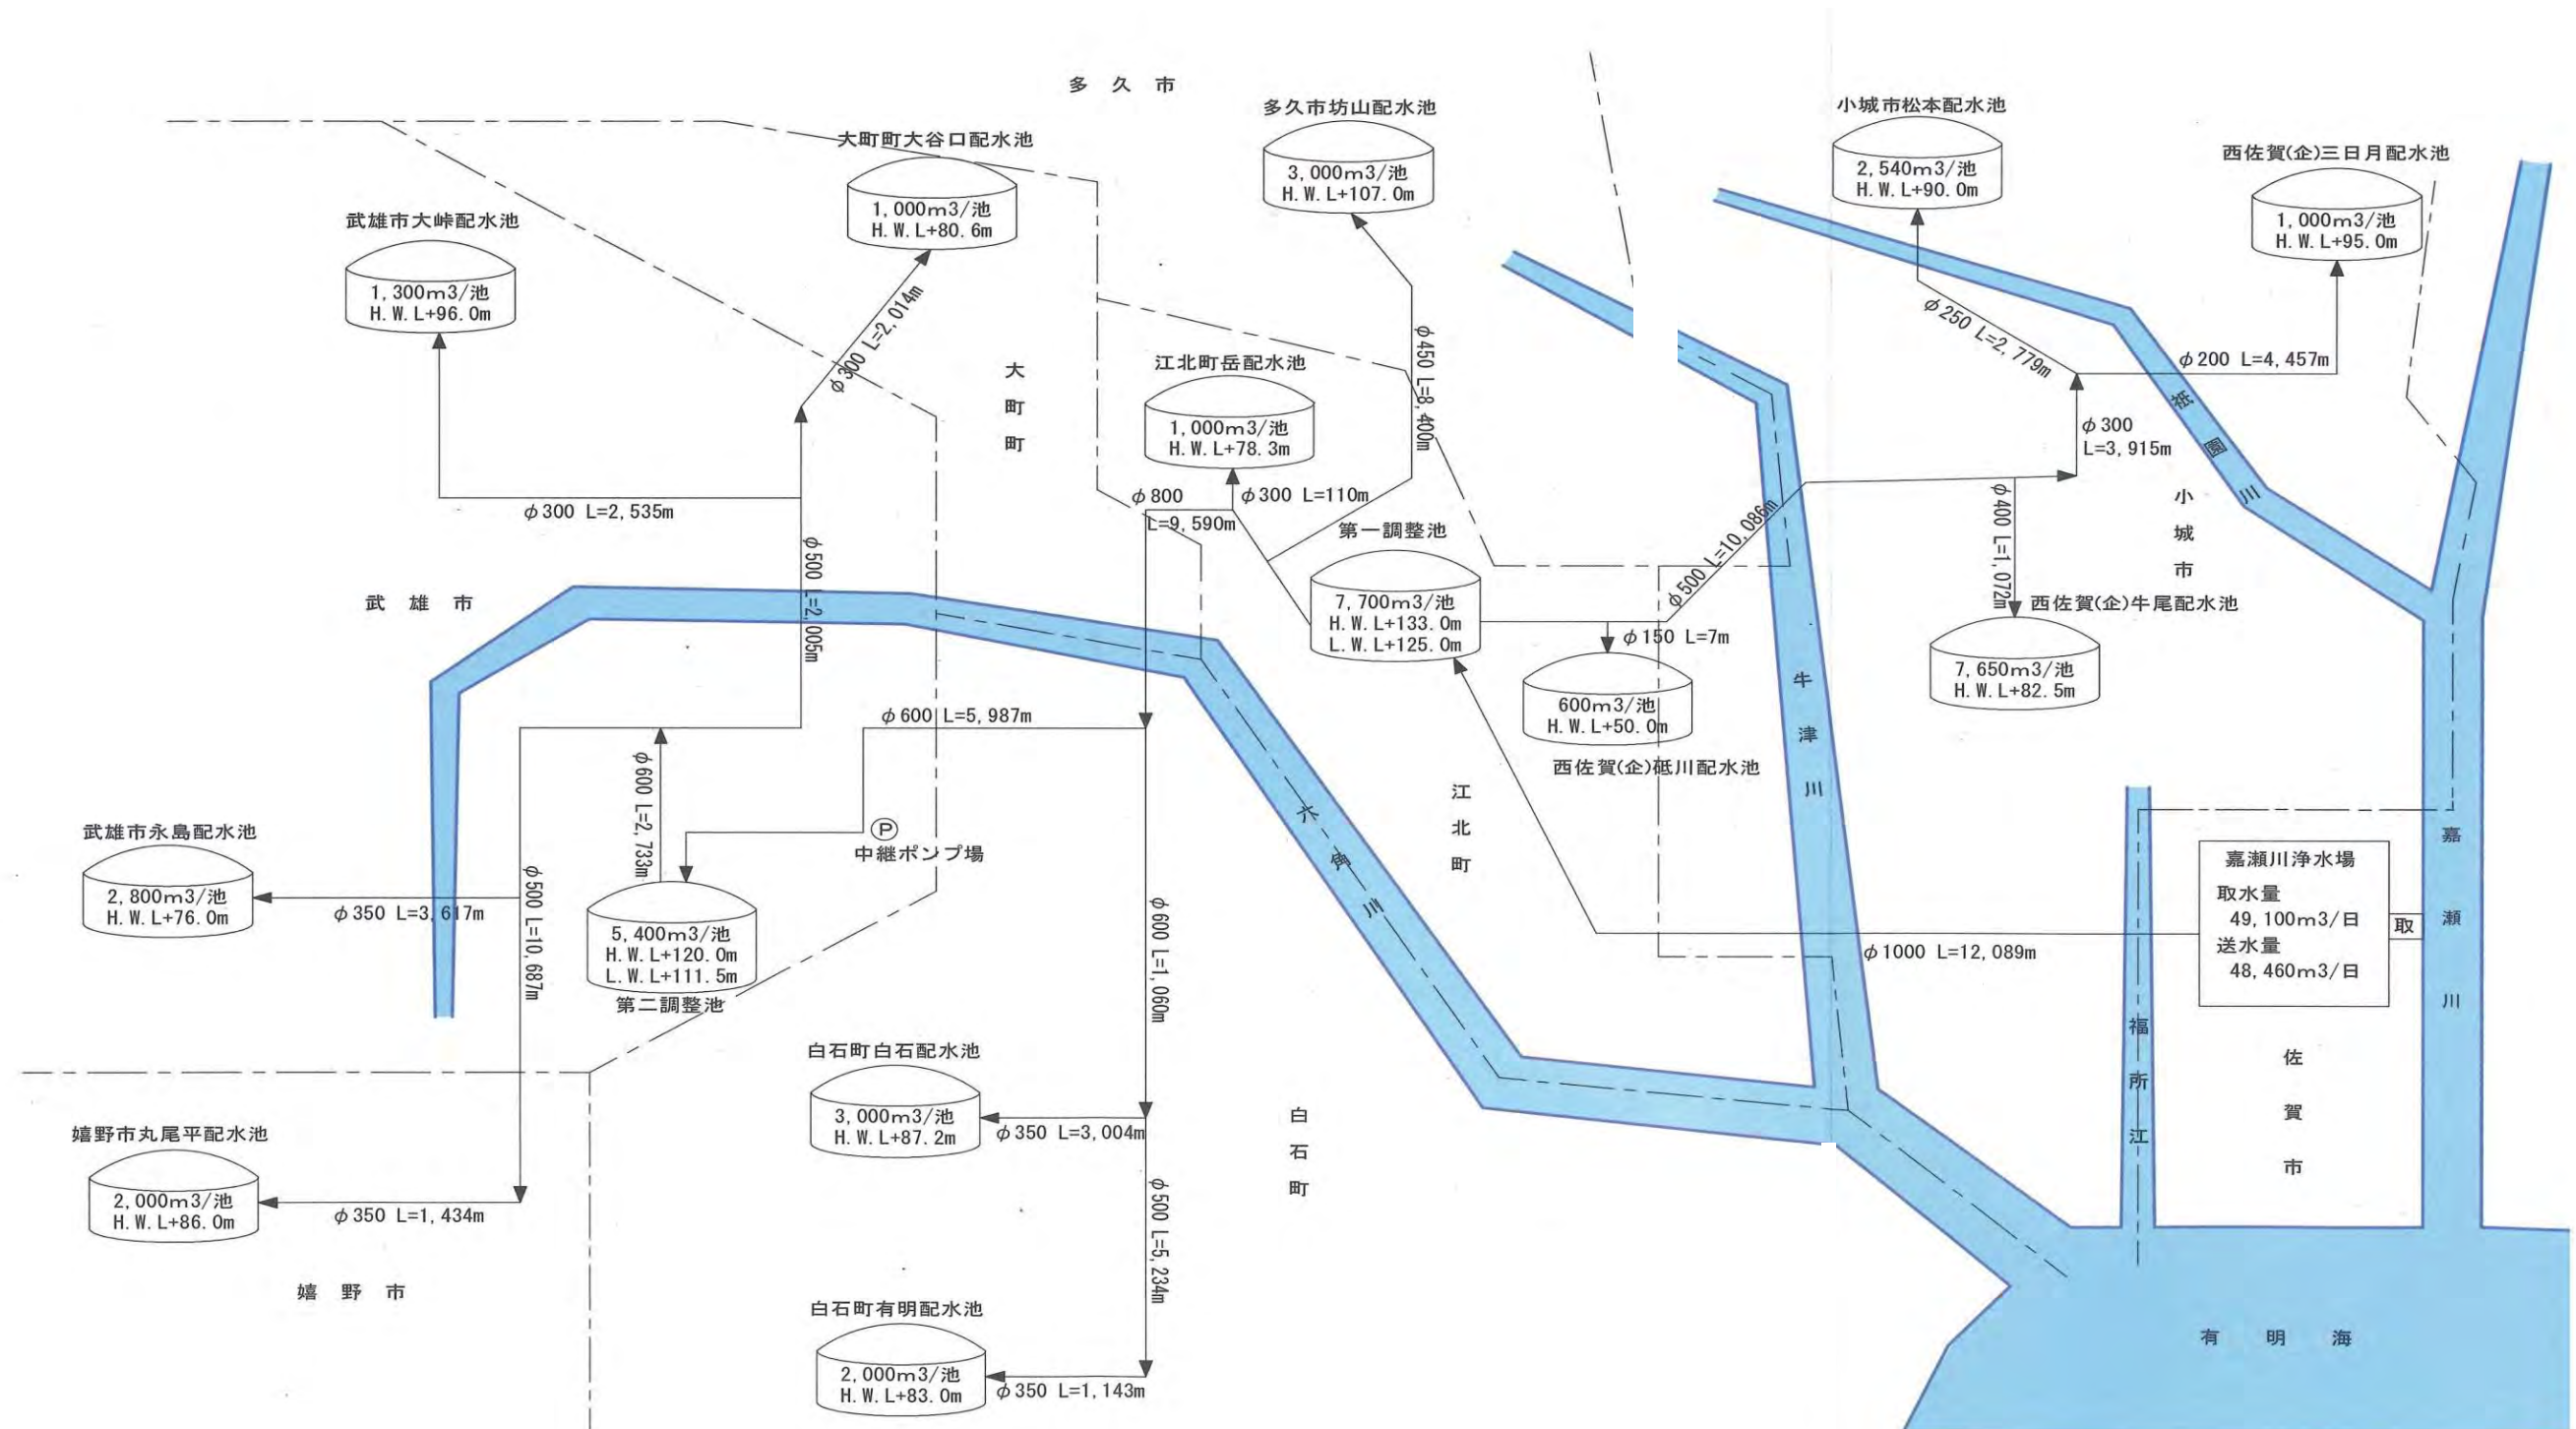 多久市
多久市坊山配水池
3,000m3/池
H.W.L+107.0m
小城市松本配水池
2,540m3/池
H.W.L+90.0m
西佐賀(企)三日月配水池
1,000m3/池
H.W.L+95.0m
大町町大谷口配水池
1,000m3/池
H.W.L+80.6m
武雄市大峠配水池
1,300m3/池
H.W.L+96.0m
φ300 L=2,014m
大町町
江北町岳配水池
1,000m3/池
H.W.L+78.3m
φ450 L=8,400m
φ250 L=2,779m
φ200 L=4,457m
φ300
L=3,915m
祇園川
小城市
φ300 L=2,535m
φ800
L=9,590m
φ300 L=110m
第一調整池
7,700m3/池
H.W.L+133.0m
L.W.L+125.0m
φ500 L=10,086m
φ400 L=1,072m
西佐賀(企)牛尾配水池
7,650m3/池
H.W.L+82.5m
φ150 L=7m
600m3/池
H.W.L+50.0m
西佐賀(企)砥川配水池
φ500 L=2,005m
武雄市
φ600 L=5,987m
φ600 L=2,733m
P
中継ポンプ場
牛津川
江北町
六角川
武雄市永島配水池
2,800m3/池
H.W.L+76.0m
φ350 L=3,617m
φ500 L=10,687m
5,400m3/池
H.W.L+120.0m
L.W.L+111.5m
第二調整池
φ600 L=1,060m
φ1000 L=12,089m
嘉瀬川浄水場
取水量
49,100m3/日
送水量
48,460m3/日
取
嘉瀬川
福所江
佐賀市
白石町白石配水池
3,000m3/池
H.W.L+87.2m
φ350 L=3,004m
白石町
嬉野市丸尾平配水池
2,000m3/池
H.W.L+86.0m
φ350 L=1,434m
φ500 L=5,234m
嬉野市
白石町有明配水池
2,000m3/池
H.W.L+83.0m
φ350 L=1,143m
有明海